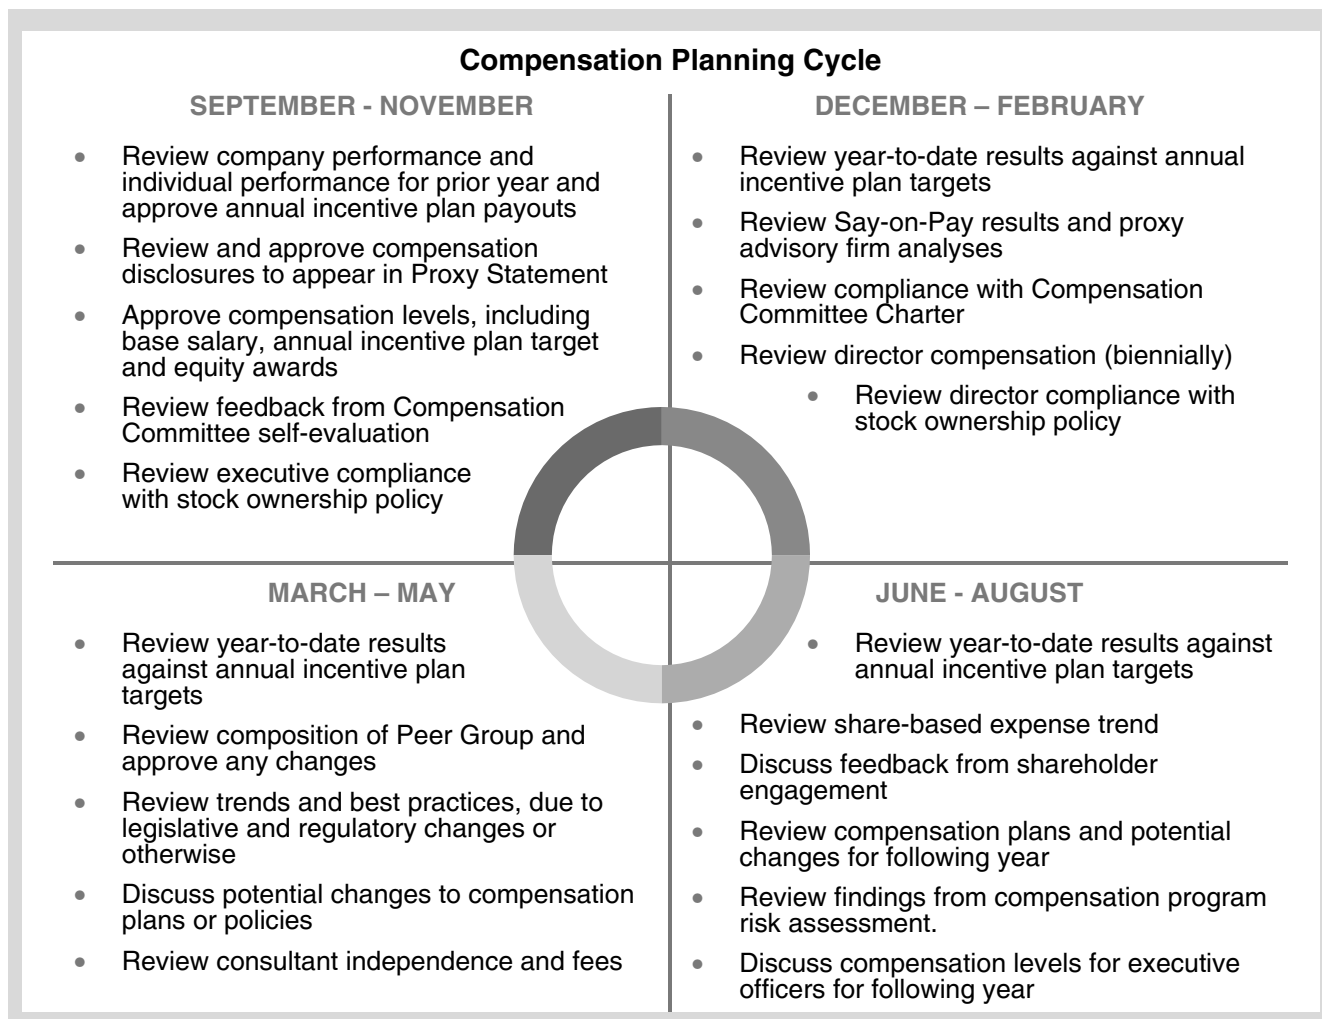 Compensation Planning Cycle
SEPTEMBER - NOVEMBER
• Review company performance and
individual performance for prior year and
approve annual incentive plan payouts
• Review and approve compensation
disclosures to appear in Proxy Statement
• Approve compensation levels, including
base salary, annual incentive plan target
and equity awards
• Review feedback from Compensation
Committee self-evaluation
• Review executive compliance
with stock ownership policy
DECEMBER – FEBRUARY
• Review year-to-date results against annual
incentive plan targets
• Review Say-on-Pay results and proxy
advisory firm analyses
• Review compliance with Compensation
Committee Charter
• Review director compensation (biennially)
• Review director compliance with
stock ownership policy
MARCH – MAY
• Review year-to-date results
against annual incentive plan
targets
• Review composition of Peer Group and
approve any changes
• Review trends and best practices, due to
legislative and regulatory changes or
otherwise
• Discuss potential changes to compensation
plans or policies
• Review consultant independence and fees
JUNE - AUGUST
• Review year-to-date results against
annual incentive plan targets
• Review share-based expense trend
• Discuss feedback from shareholder
engagement
• Review compensation plans and potential
changes for following year
• Review findings from compensation program
risk assessment.
• Discuss compensation levels for executive
officers for following year